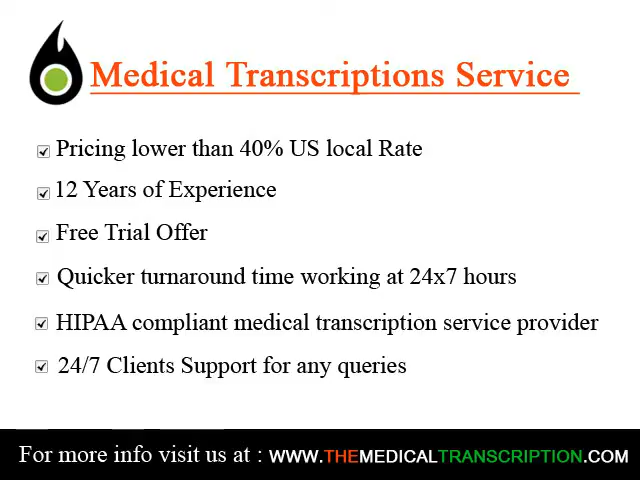 Medical Transcriptions Service
Pricing lower than 40% US local Rate
12 Years of Experience
Free Trial Offer
Quicker turnaround time working at 24x7 hours
HIPAA compliant medical transcription service provider
24/7 Clients Support for any queries
For more info visit us at : WWW.THEMEDICALTRANSCRIPTION.COM